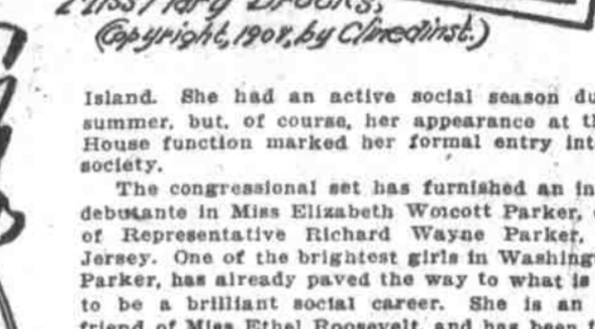 Miss Mary Brooks,
(Copyright, 1908, by Clinedinst.)
Island. She had an active social season du
summer, but, of course, her appearance at th
House function marked her formal entry int
society.
The congressional set has furnished an in
debutante in Miss Elizabeth Wolcott Parker,
of Representative Richard Wayne Parker,
Jersey. One of the brightest girls in Washing
Parker, has already paved the way to what is
to be a brilliant social career. She is an
friend of Miss Ethel Roosevelt, and has been